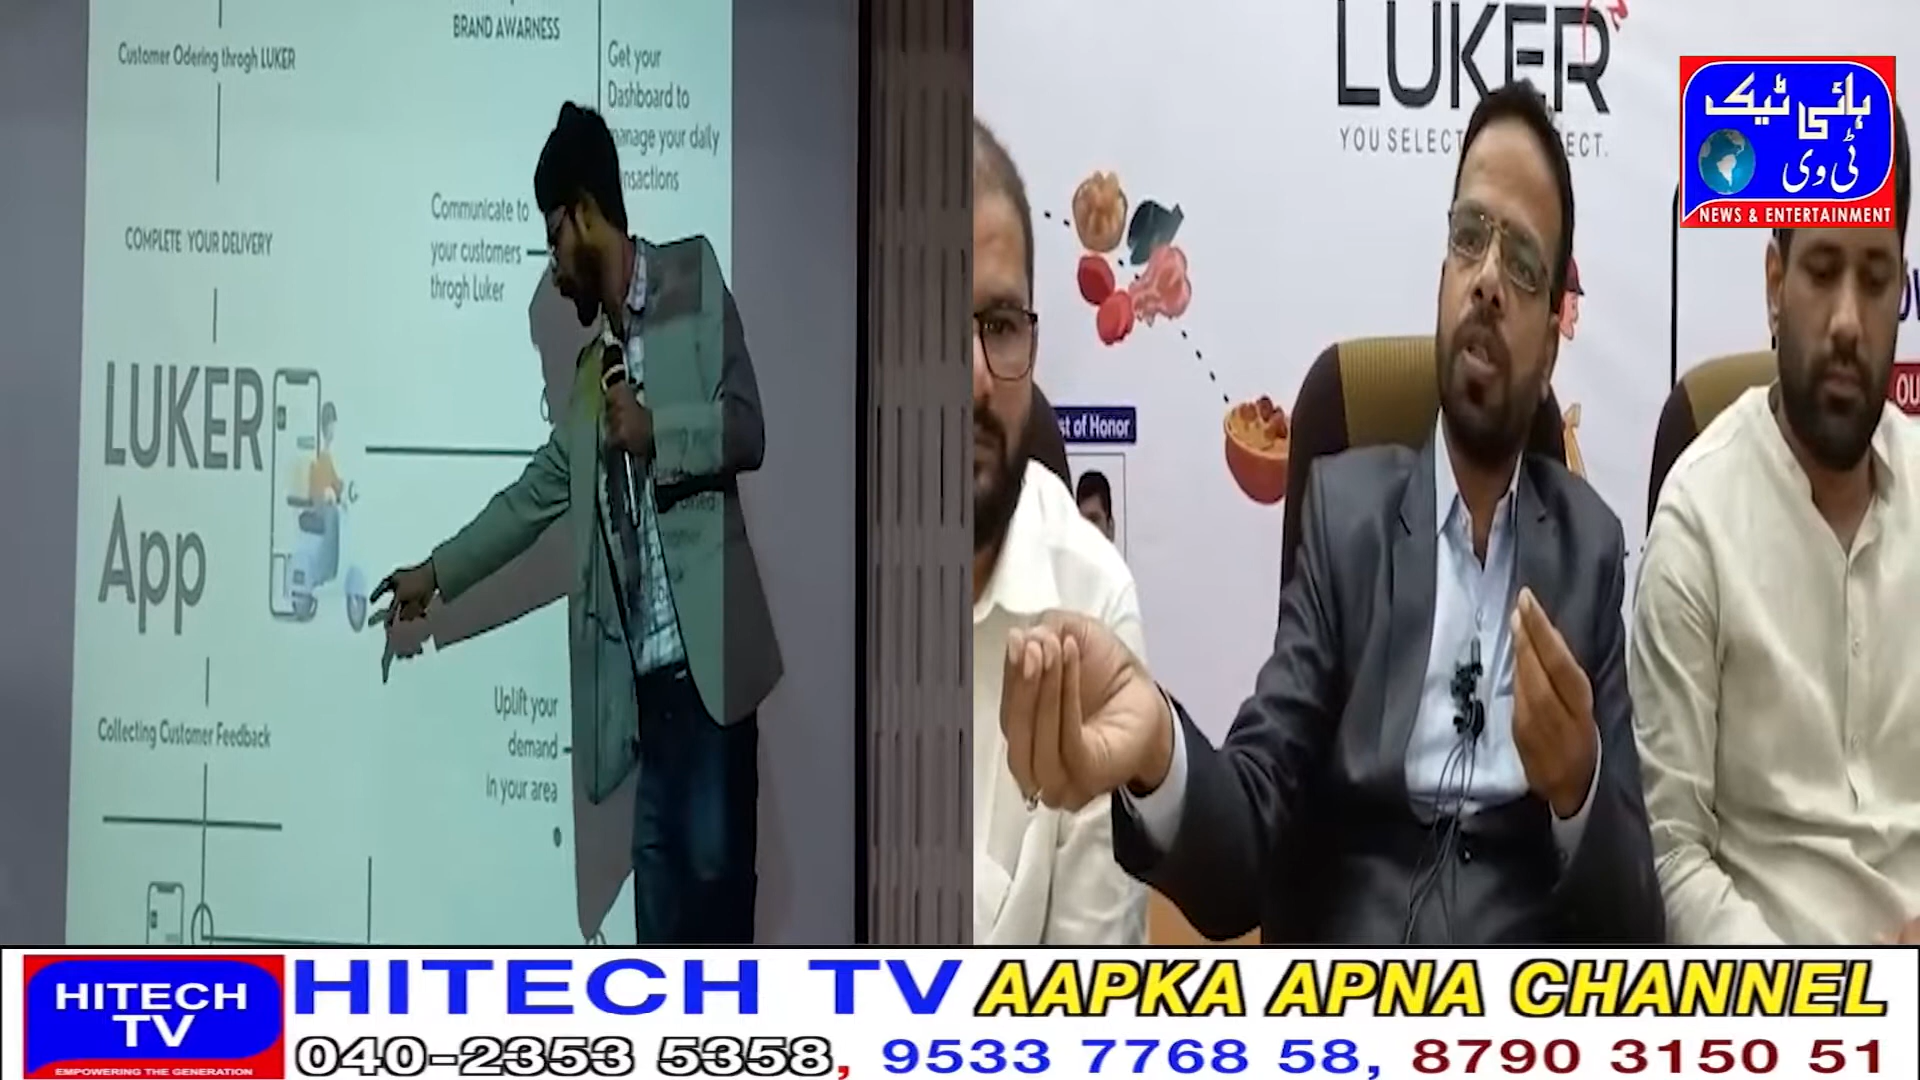 Customer Odering throgh LUKER
BRAND AWARNESS
Get your
Dashboard to
manage your daily
COMPLETE YOUR DELIVERY
Communicate to
your customers
throgh Luker
LUKER
App
Collecting Customer Feedback
Uplift your
demand
in your area
LUKER
YOU SELECT
ECT.
st of Honor
OU
ہائی ٹیک
ٹی وی
NEWS & ENTERTAINMENT
HITECH
TV
EMPOWERING THE GENERATION
HITECH TV AAPKA APNA CHANNEL
040-2353 5358, 9533 7768 58, 8790 3150 51